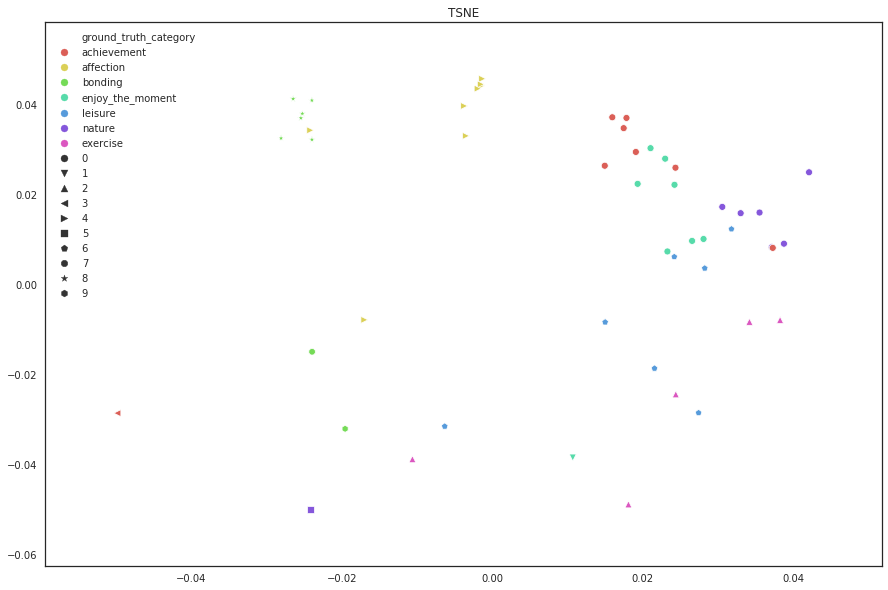 TSNE
ground_truth_category
achievement
affection
bonding
enjoy_the_moment
leisure
nature
exercise
0
1
2
3
4
5
6
7
8
9
0.04
0.02
0.00
−0.02
−0.04
−0.06
−0.04 −0.02 0.00 0.02 0.04